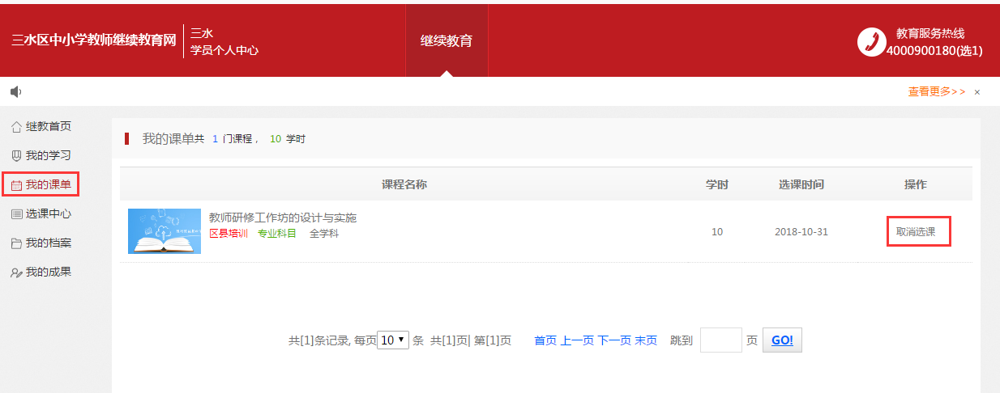 三水区中小学教师继续教育网
三水
学员个人中心
继续教育
教育服务热线
4000900180(选1)
查看更多>> ×
继教首页
我的学习
我的课单
选课中心
我的档案
我的成果
我的课单共 1 门课程， 10 学时
课程名称 学时 选课时间 操作
教师研修工作坊的设计与实施
区县培训 专业科目 全学科
10 2018-10-31 取消选课
共[1]条记录, 每页 10 条 共[1]页| 第[1]页 首页 上一页 下一页 末页 跳到 页 GO!